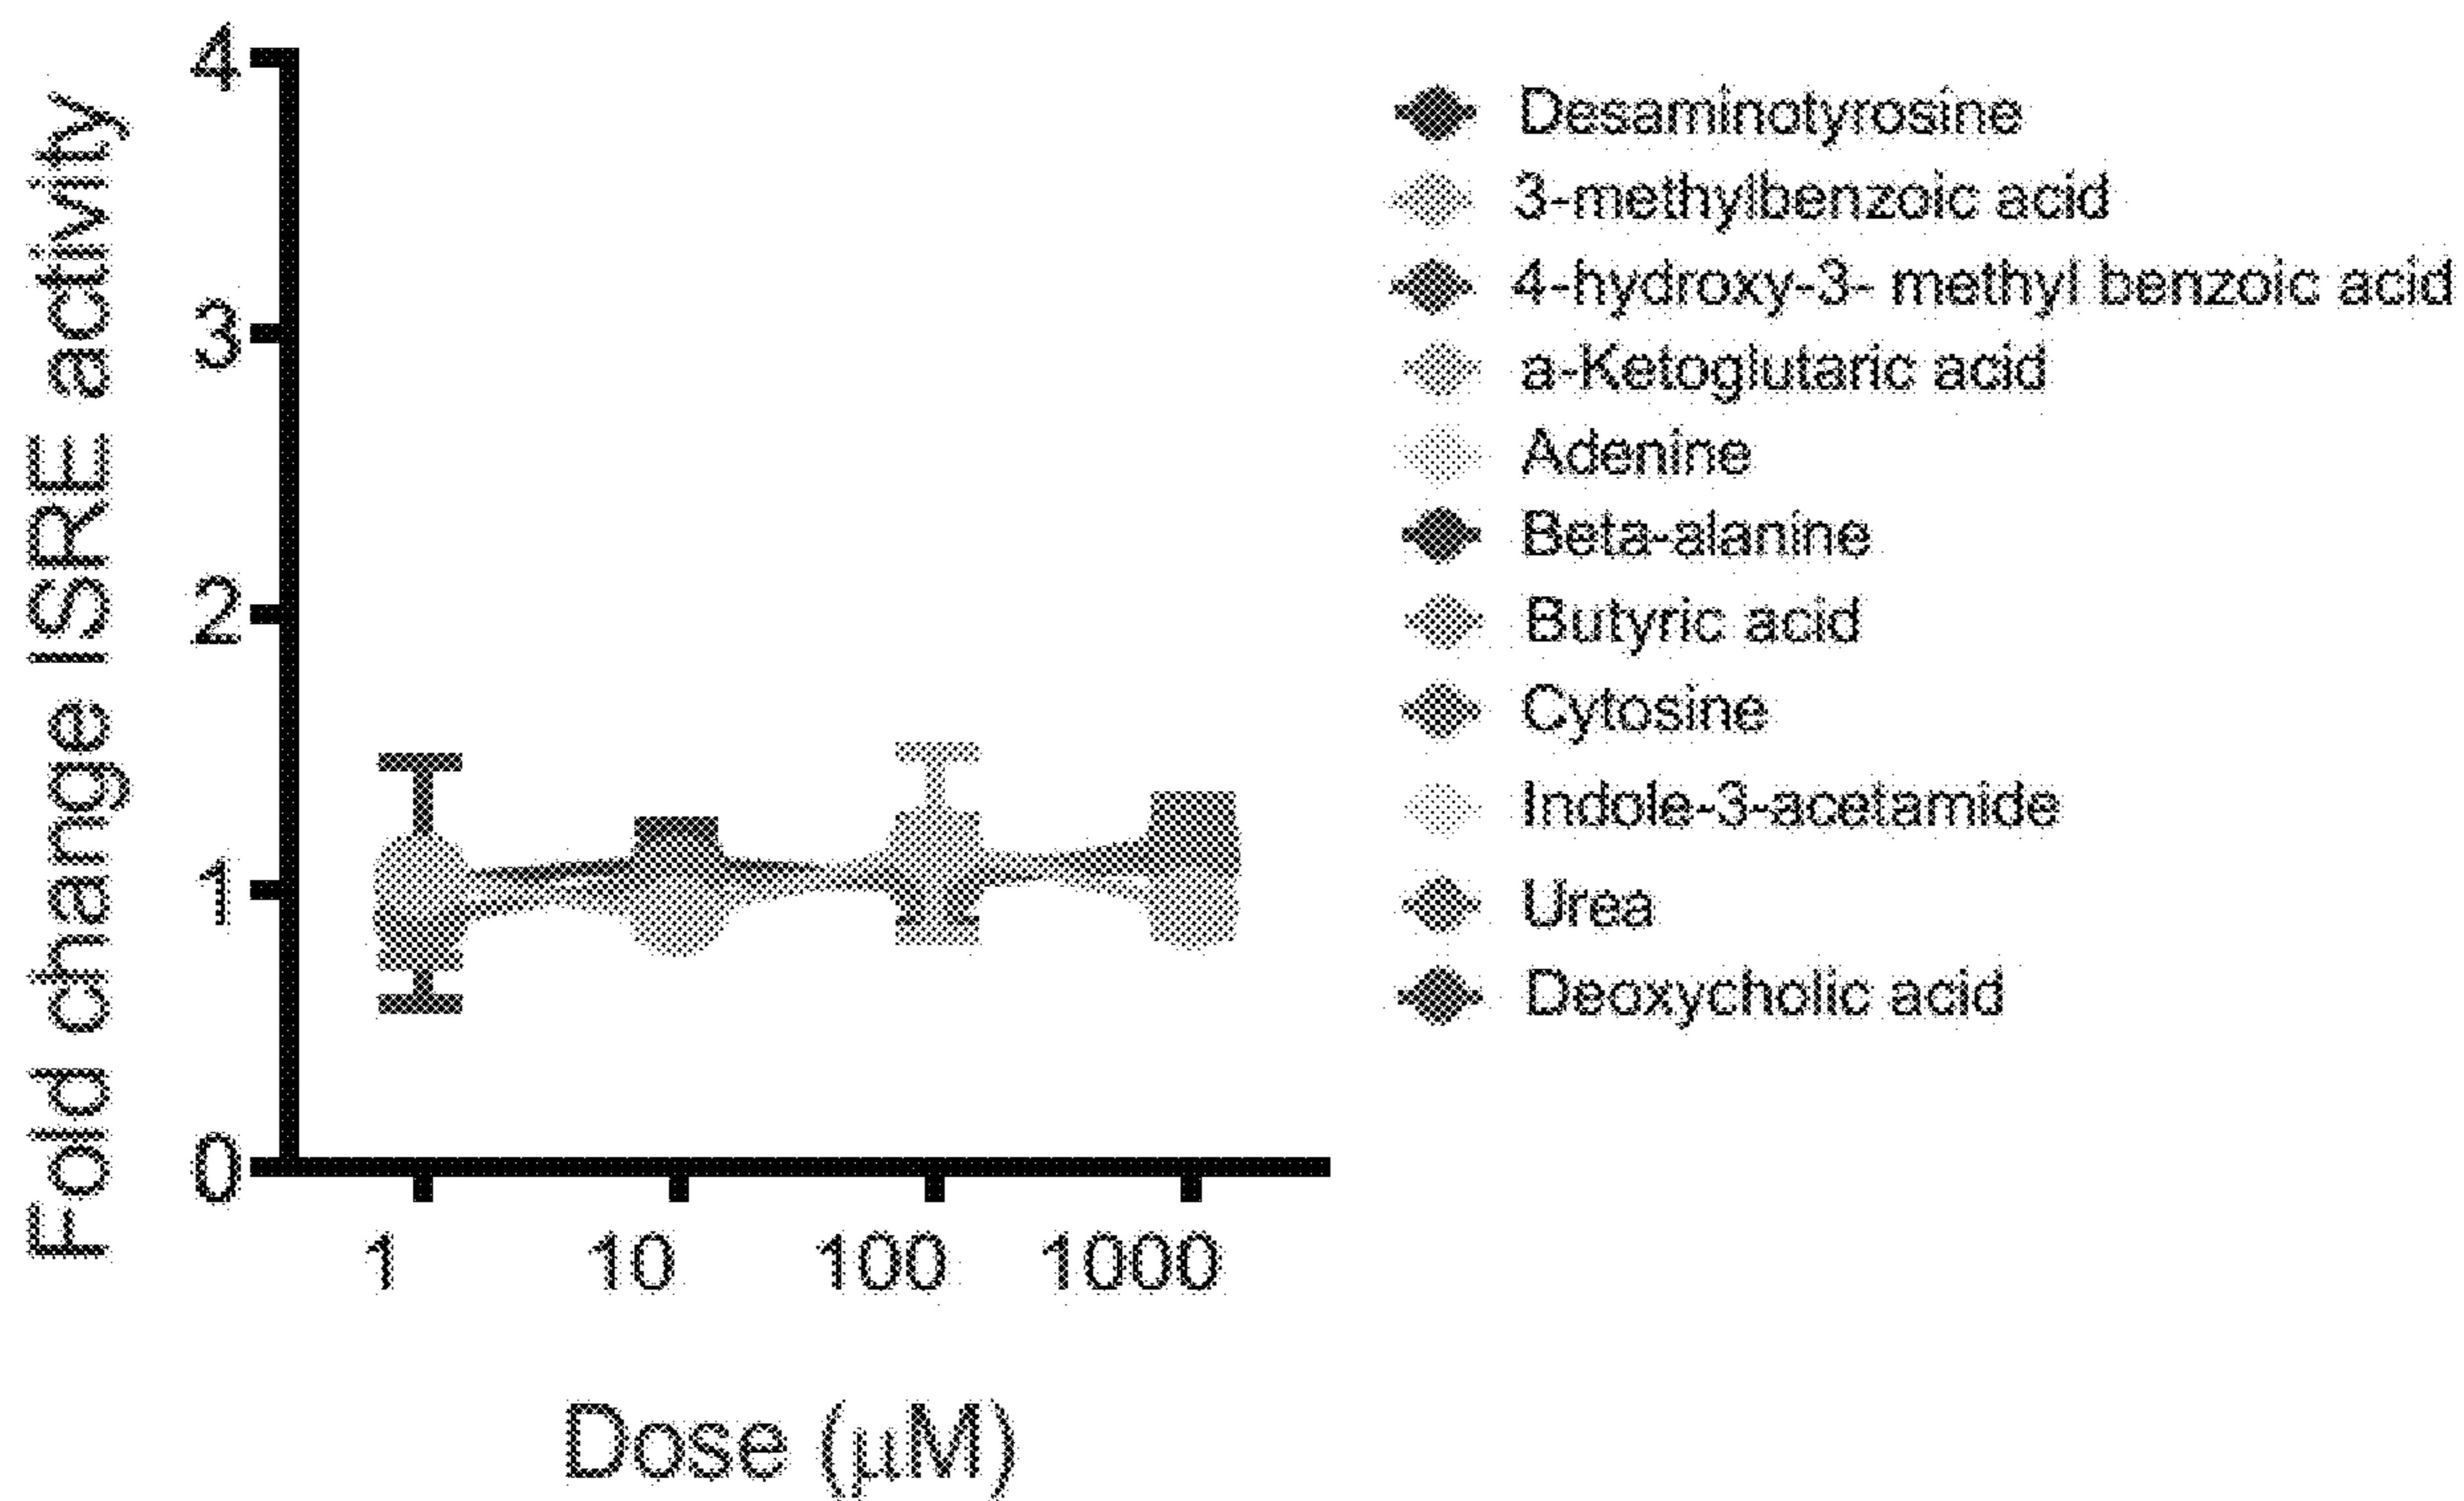 Fold change ISRE activity
4
3
2
1
0
1 10 100 1000
Dose (μM)
Desaminotyrosine
3-methylbenzoic acid
4-hydroxy-3- methyl benzoic acid
a-Ketoglutaric acid
Adenine
Beta-alanine
Butyric acid
Cytosine
Indole-3-acetamide
Urea
Deoxycholic acid